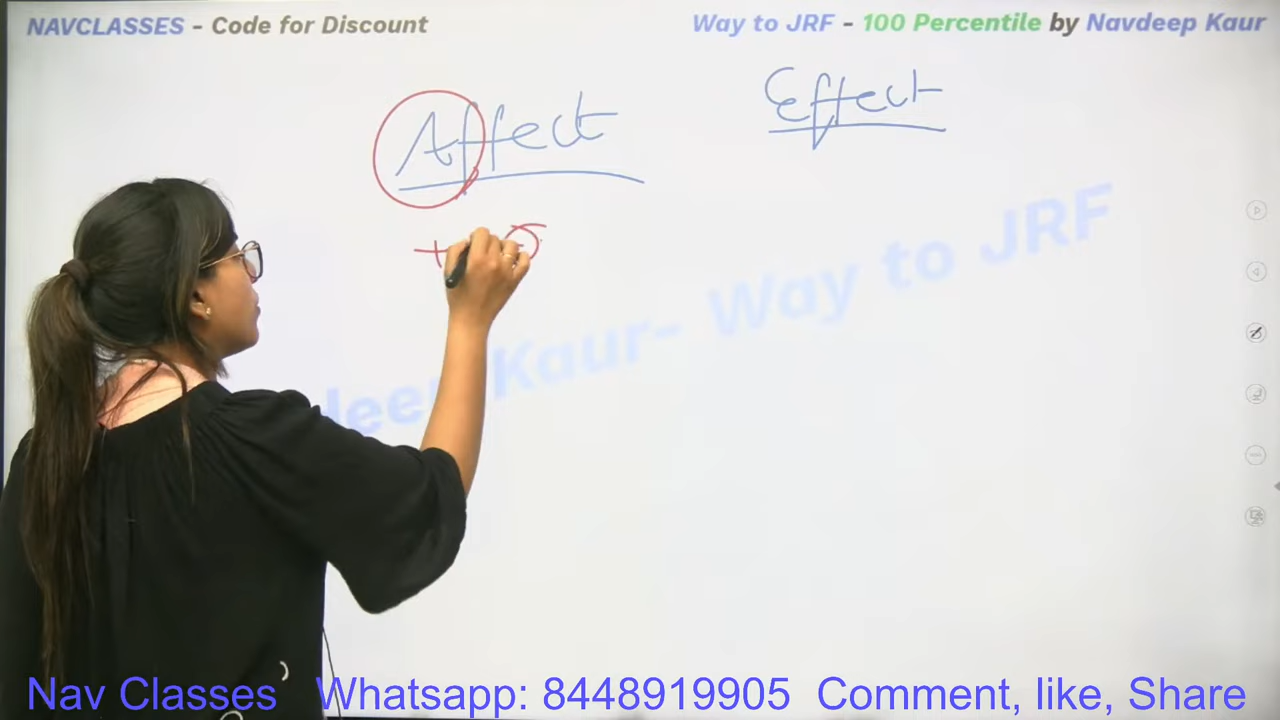 NAVCLASSES - Code for Discount
Way to JRF - 100 Percentile by Navdeep Kaur
Affect
Effect
Kaur- Way to JRF
Nav Classes Whatsapp: 8448919905 Comment, like, Share